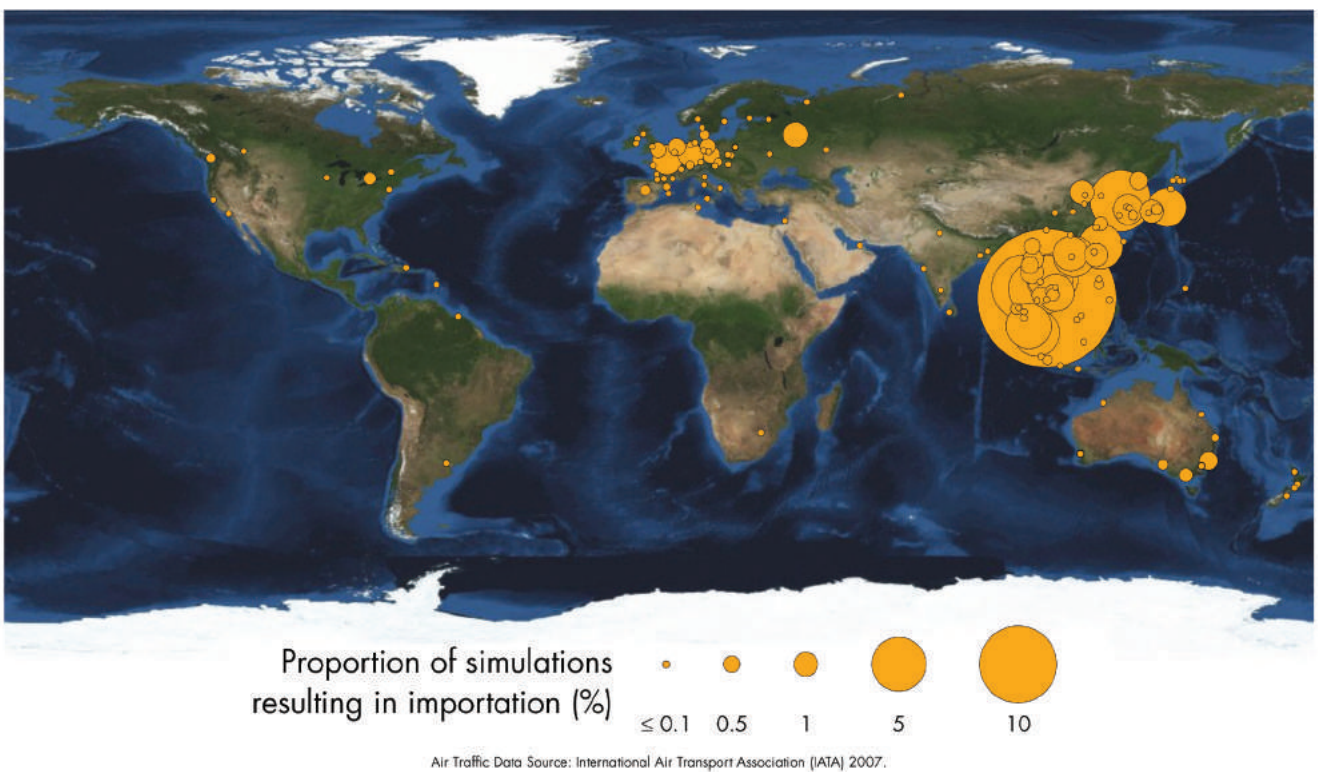 Proportion of simulations
resulting in importation (%)
≤ 0.1 0.5 1 5 10
Air Traffic Data Source: International Air Transport Association (IATA) 2007.